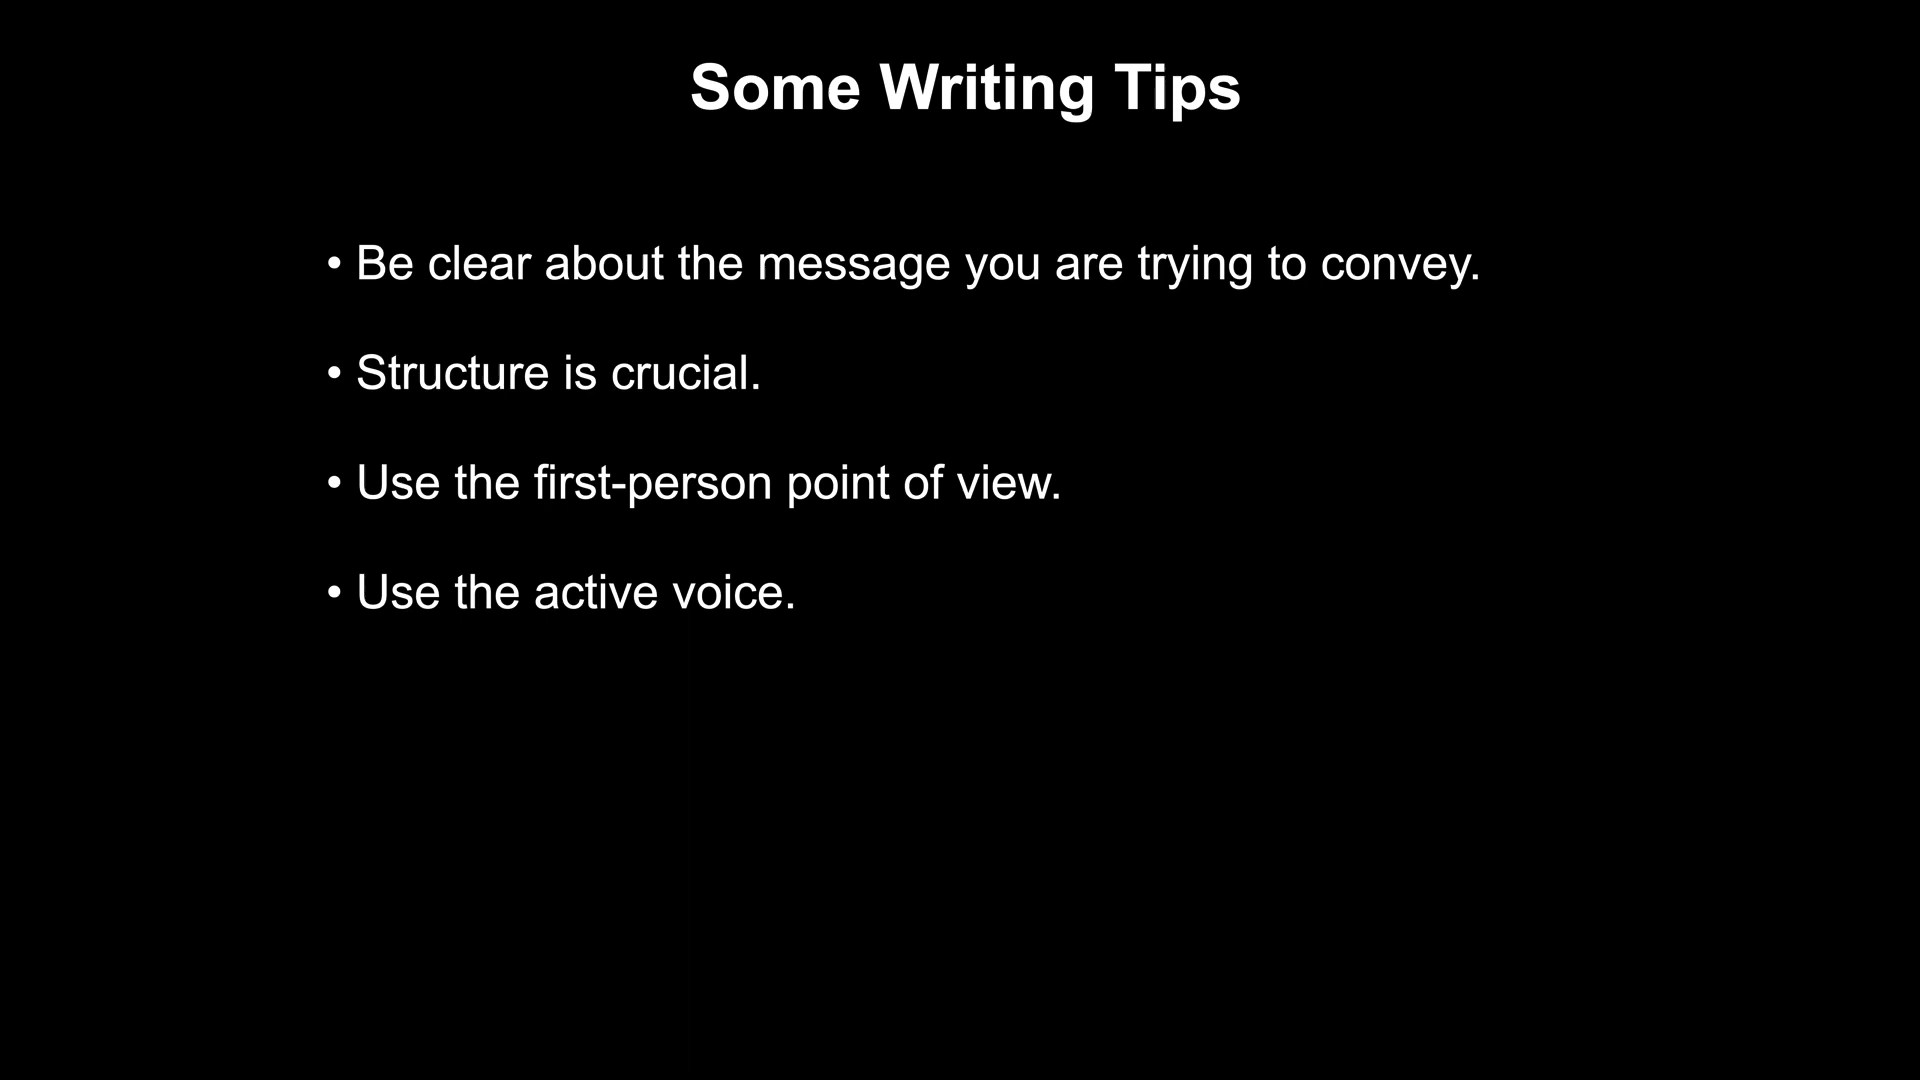 Some Writing Tips
• Be clear about the message you are trying to convey.
• Structure is crucial.
• Use the first-person point of view.
• Use the active voice.